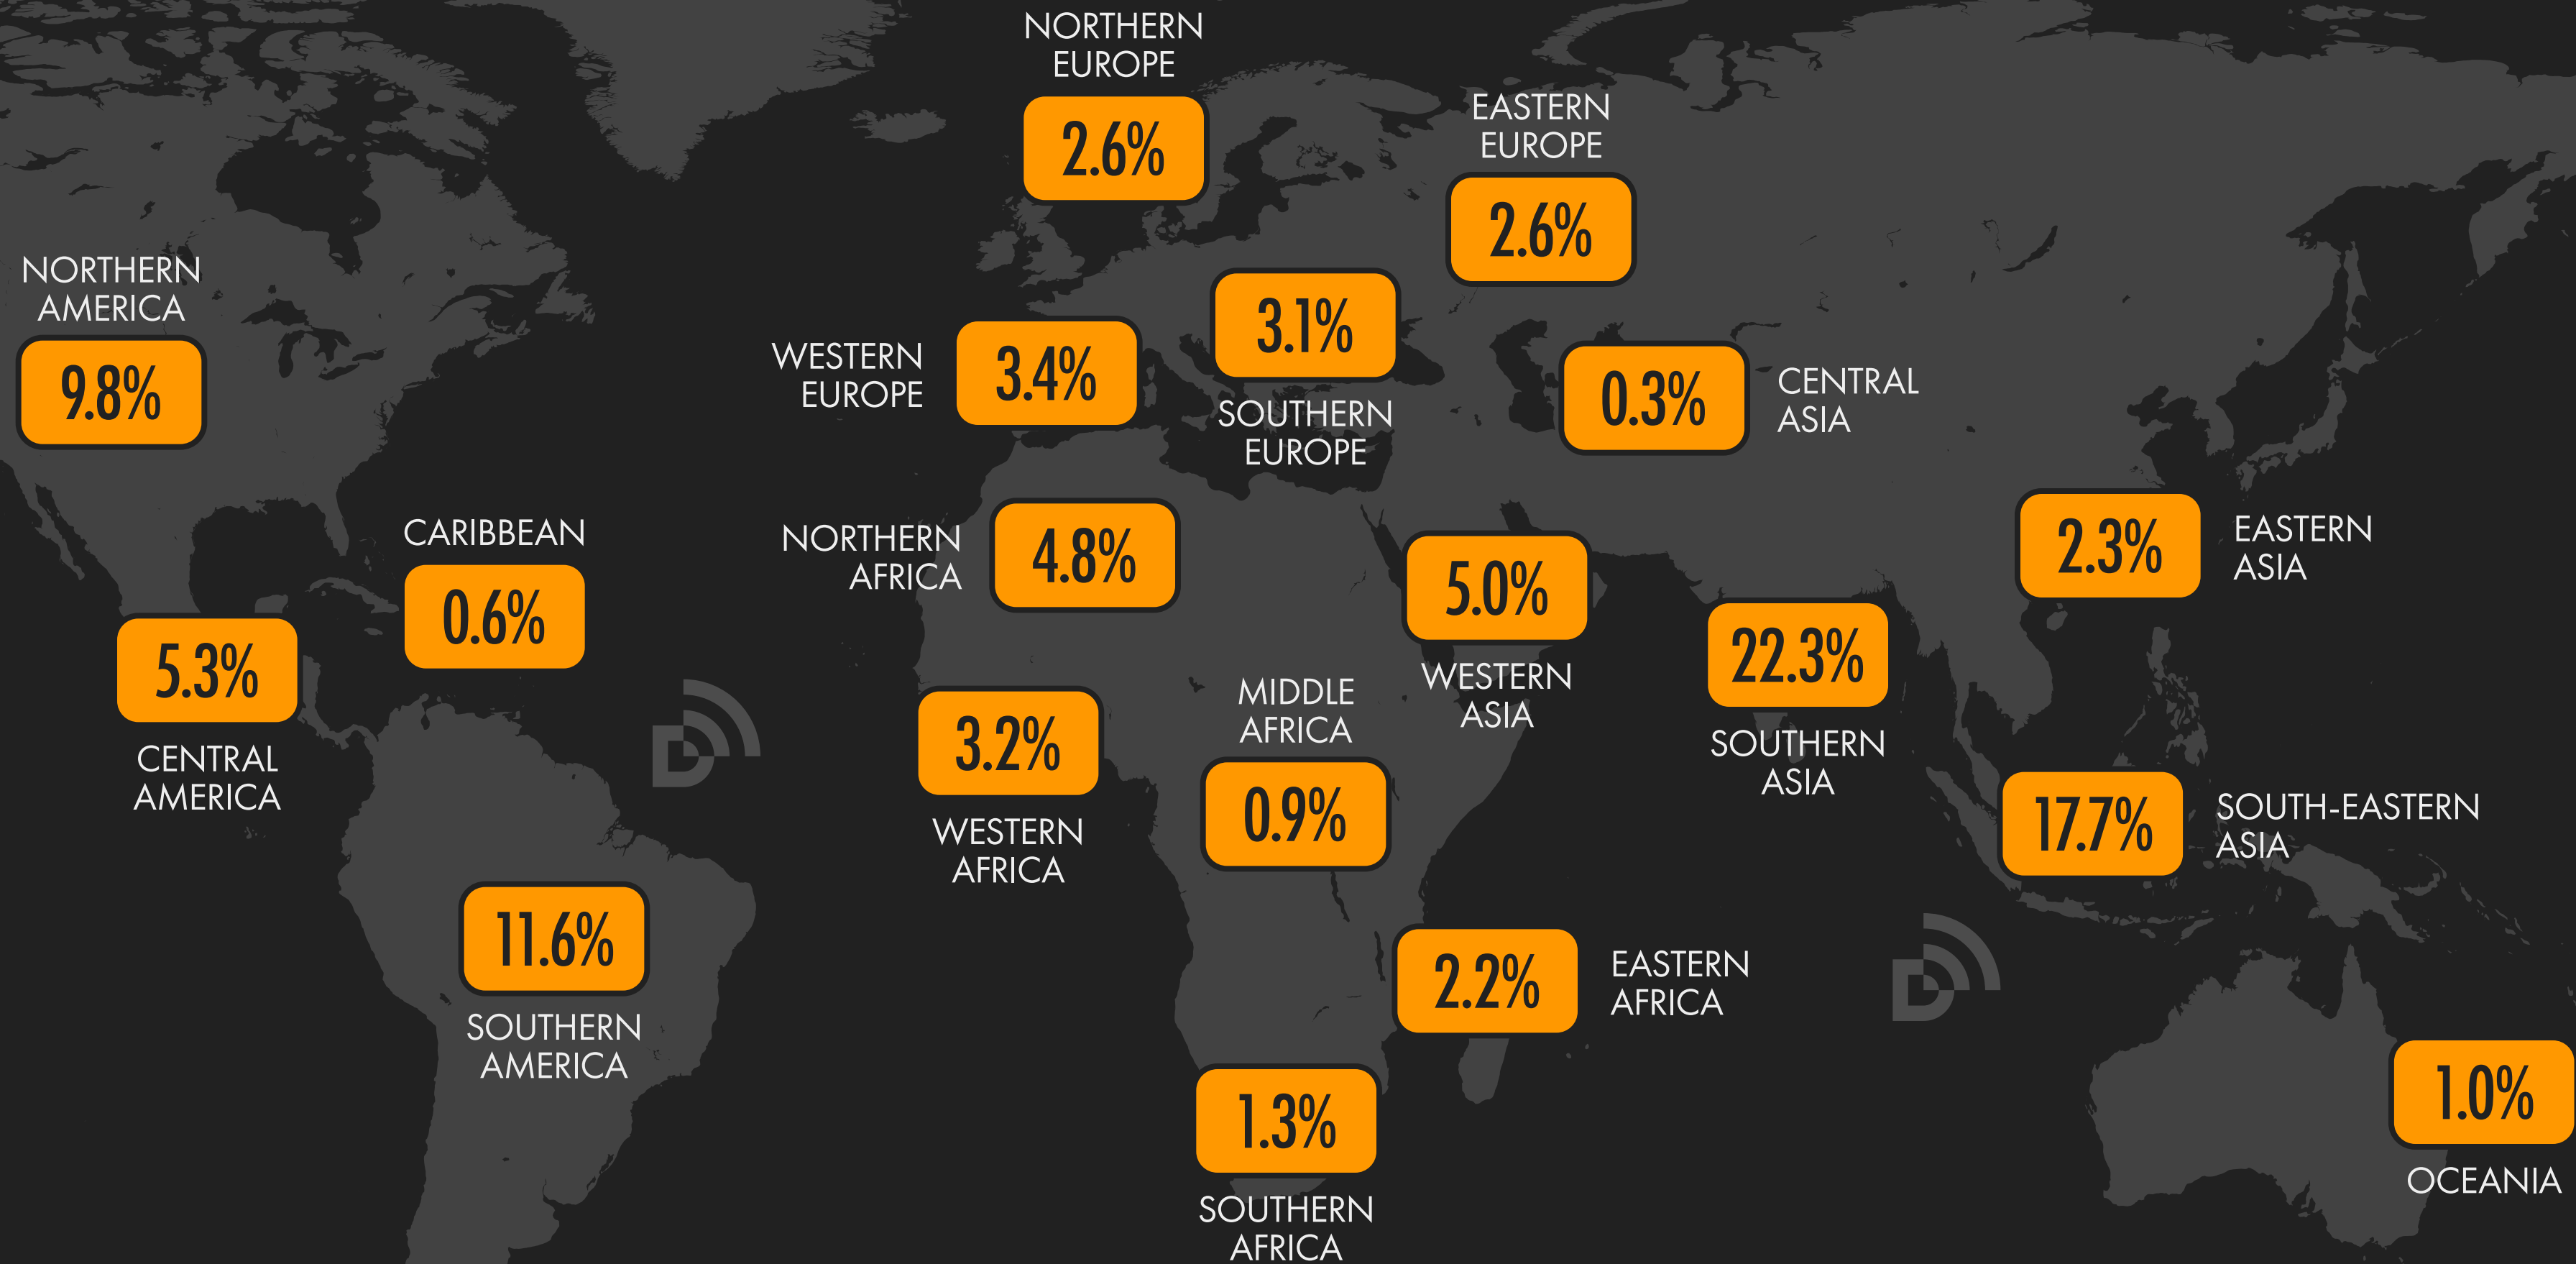 NORTHERN
EUROPE
2.6%
EASTERN
EUROPE
2.6%
NORTHERN
AMERICA
9.8%
WESTERN
EUROPE
3.4%
3.1%
SOUTHERN
EUROPE
0.3%
CENTRAL
ASIA
CARIBBEAN
0.6%
NORTHERN
AFRICA
4.8%
5.0%
WESTERN
ASIA
2.3%
EASTERN
ASIA
5.3%
CENTRAL
AMERICA
3.2%
WESTERN
AFRICA
MIDDLE
AFRICA
0.9%
22.3%
SOUTHERN
ASIA
17.7%
SOUTH-EASTERN
ASIA
11.6%
SOUTHERN
AMERICA
2.2%
EASTERN
AFRICA
1.3%
SOUTHERN
AFRICA
1.0%
OCEANIA